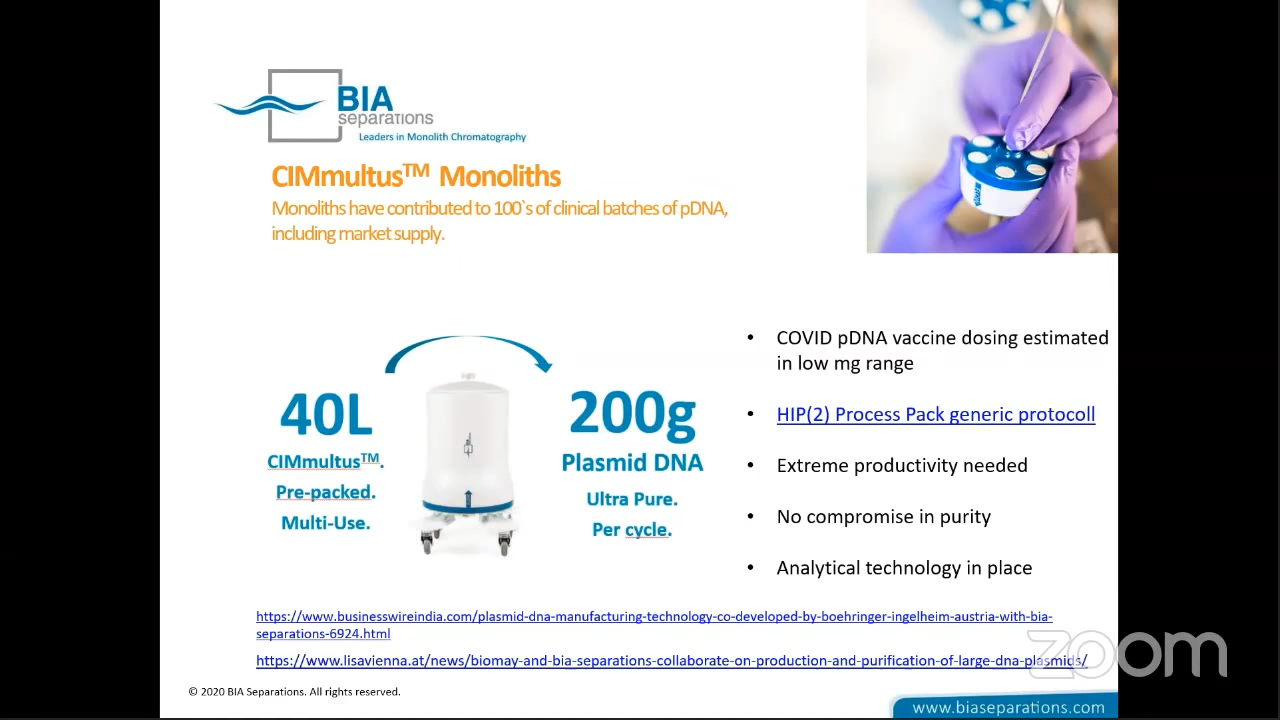 BIA
separations
Leaders in Monolith Chromatography
CIMmultus™ Monoliths
Monoliths have contributed to 100`s of clinical batches of pDNA,
including market supply.
40L
CIMmultus™.
Pre-packed.
Multi-Use.
200g
Plasmid DNA
Ultra Pure.
Per cycle.
• COVID pDNA vaccine dosing estimated
in low mg range
• HIP(2) Process Pack generic protocoll
• Extreme productivity needed
• No compromise in purity
• Analytical technology in place
https://www.businesswireindia.com/plasmid-dna-manufacturing-technology-co-developed-by-boehringer-ingelheim-austria-with-bia-
separations-6924.html
https://www.lisavienna.at/news/biomay-and-bia-separations-collaborate-on-production-and-purification-of-large-dna-plasmids/
zoom
© 2020 BIA Separations. All rights reserved.
www.biaseparations.com